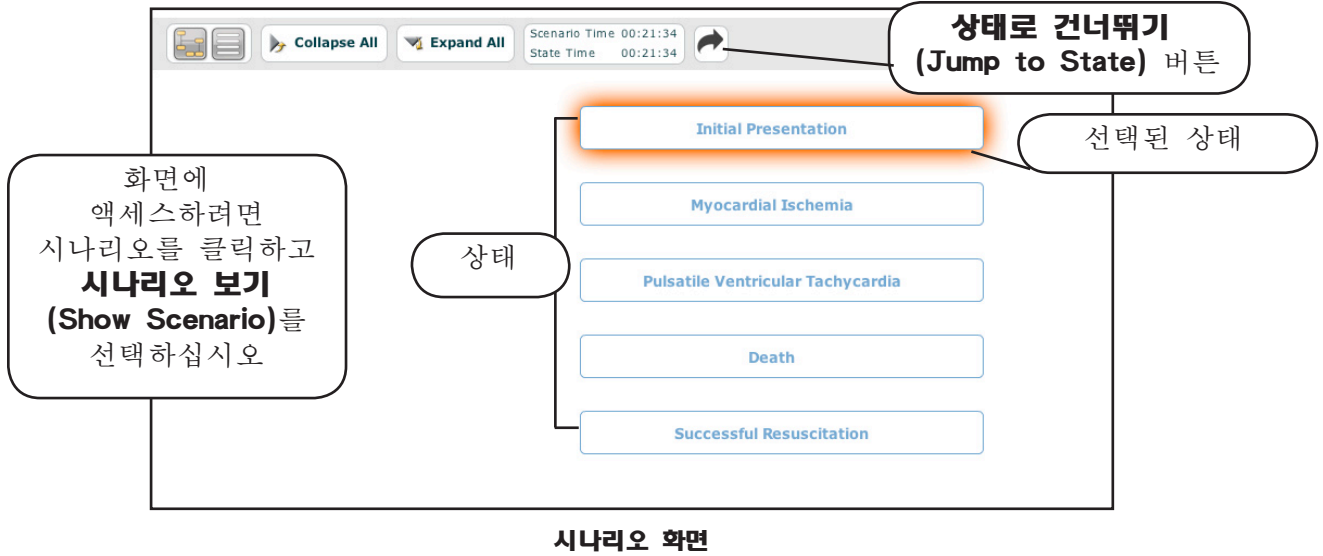 Collapse All
Expand All
Scenario Time 00:21:34
State Time 00:21:34
상태로 건너뛰기
(Jump to State) 버튼
Initial Presentation
선택된 상태
화면에
액세스하려면
시나리오를 클릭하고
시나리오 보기
(Show Scenario)를
선택하십시오
Myocardial Ischemia
상태
Pulsatile Ventricular Tachycardia
Death
Successful Resuscitation
시나리오 화면